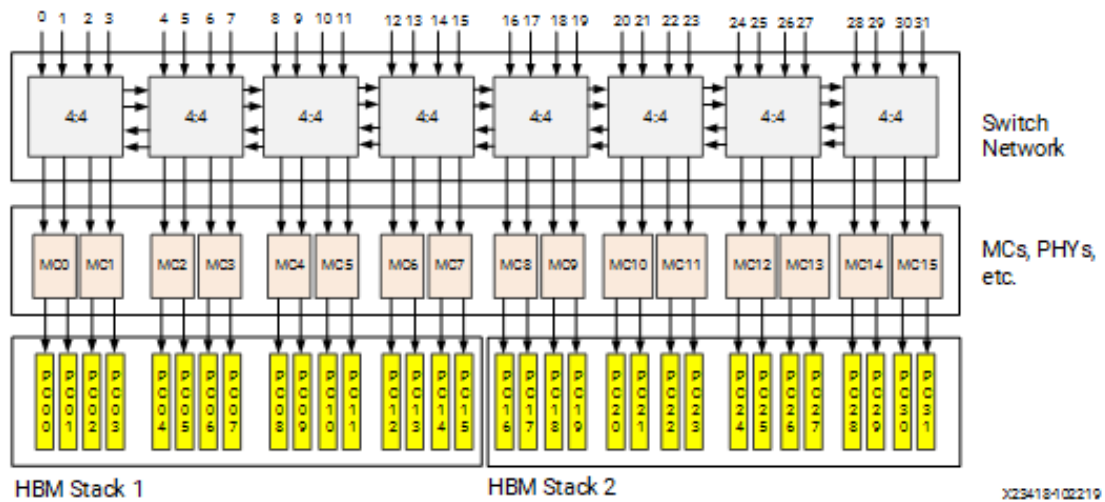 0 1 2 3 4 5 6 7 8 9 10 11 12 13 14 15 16 17 18 19 20 21 22 23 24 25 26 27 28 29 30 31
4:4 4:4 4:4 4:4 4:4 4:4 4:4 4:4
Switch
Network
MC0 MC1 MC2 MC3 MC4 MC5 MC6 MC7 MC8 MC9 MC10 MC11 MC12 MC13 MC14 MC15
MCs, PHYs,
etc.
PC00 PC01 PC02 PC03 PC04 PC05 PC06 PC07 PC08 PC09 PC10 PC11 PC12 PC13 PC14 PC15 PC16 PC17 PC18 PC19 PC20 PC21 PC22 PC23 PC24 PC25 PC26 PC27 PC28 PC29 PC30 PC31
HBM Stack 1 HBM Stack 2
X23418-102219